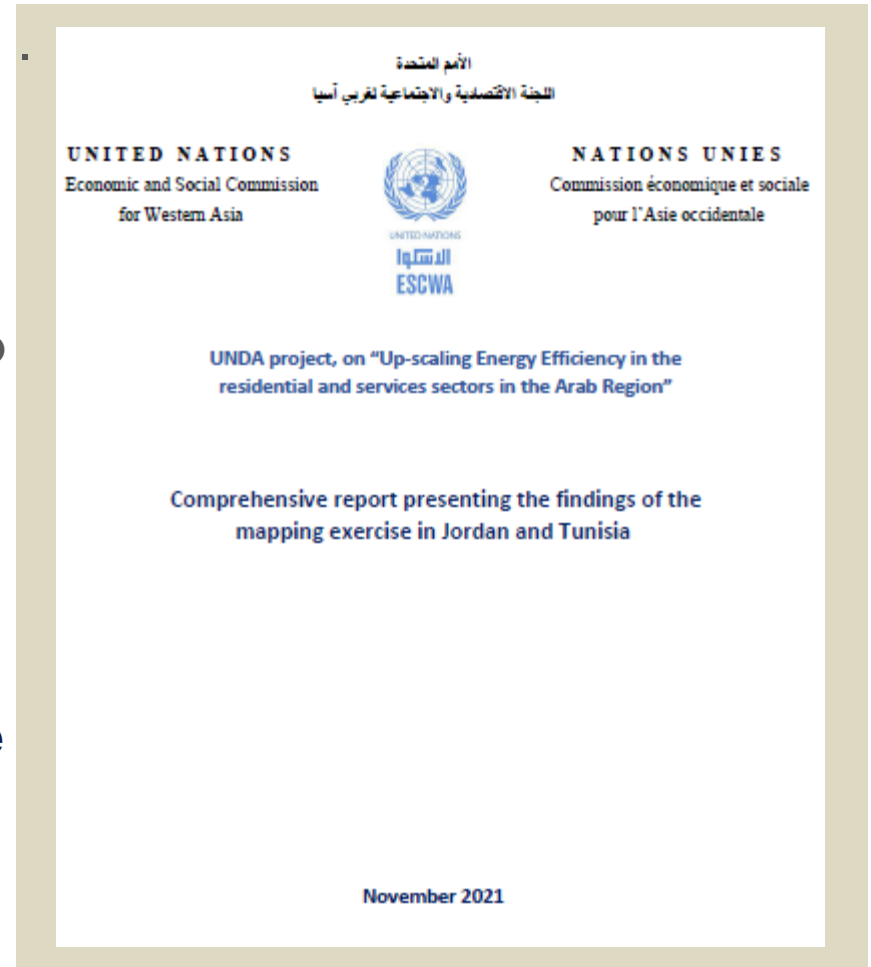 الأمم المتحدة
اللجنة الاقتصادية والاجتماعية لغربي آسيا
UNITED NATIONS
Economic and Social Commission
for Western Asia
UNITED NATIONS
الاسكوا
ESCWA
NATIONS UNIES
Commission économique et sociale
pour l'Asie occidentale
UNDA project, on “Up-scaling Energy Efficiency in the
residential and services sectors in the Arab Region”
Comprehensive report presenting the findings of the
mapping exercise in Jordan and Tunisia
November 2021